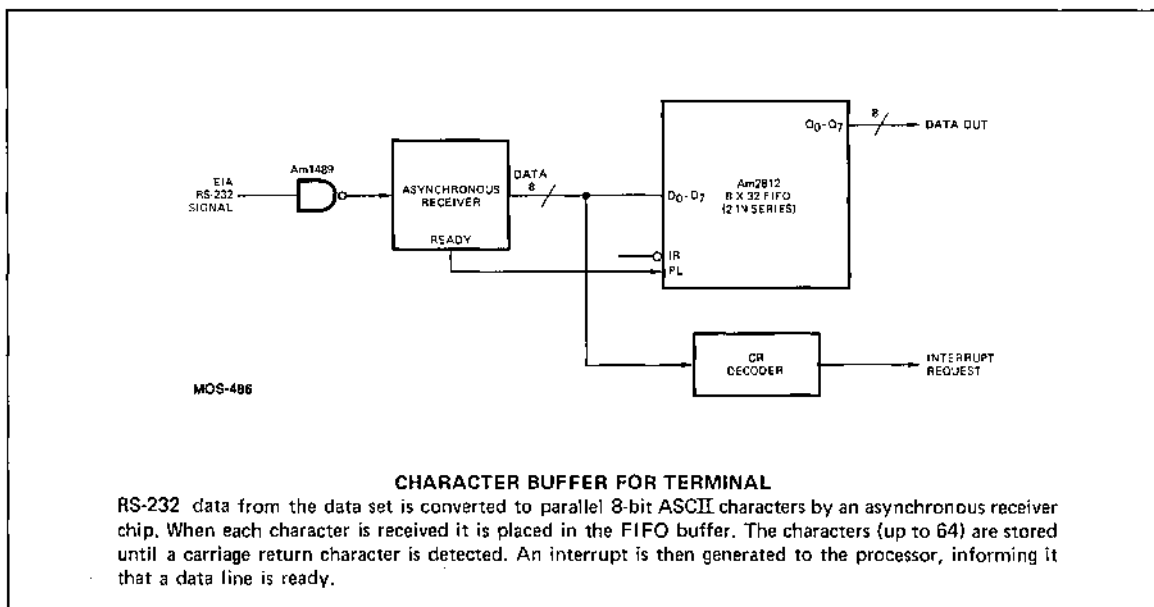 Am1489
EIA
RS-232
SIGNAL
ASYNCHRONOUS
RECEIVER
READY
DATA
8
D0-D7
IR
PL
Am2812
8 X 32 FIFO
(2 IN SERIES)
Q0-Q7
8
DATA OUT
CR
DECODER
INTERRUPT
REQUEST
MOS-486
CHARACTER BUFFER FOR TERMINAL
RS-232 data from the data set is converted to parallel 8-bit ASCII characters by an asynchronous receiver
chip. When each character is received it is placed in the FIFO buffer. The characters (up to 64) are stored
until a carriage return character is detected. An interrupt is then generated to the processor, informing it
that a data line is ready.